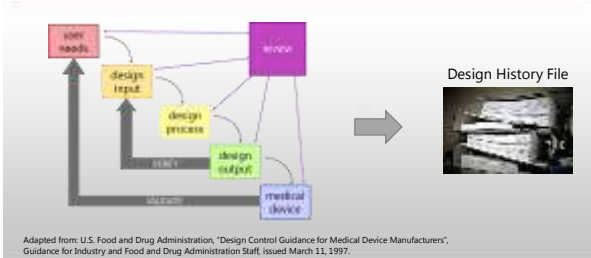 user
needs
review
design
input
design
process
design
output
medical
device
verify
validate
Design History File
Adapted from: U.S. Food and Drug Administration, "Design Control Guidance for Medical Device Manufacturers",
Guidance for Industry and Food and Drug Administration Staff, issued March 11, 1997.